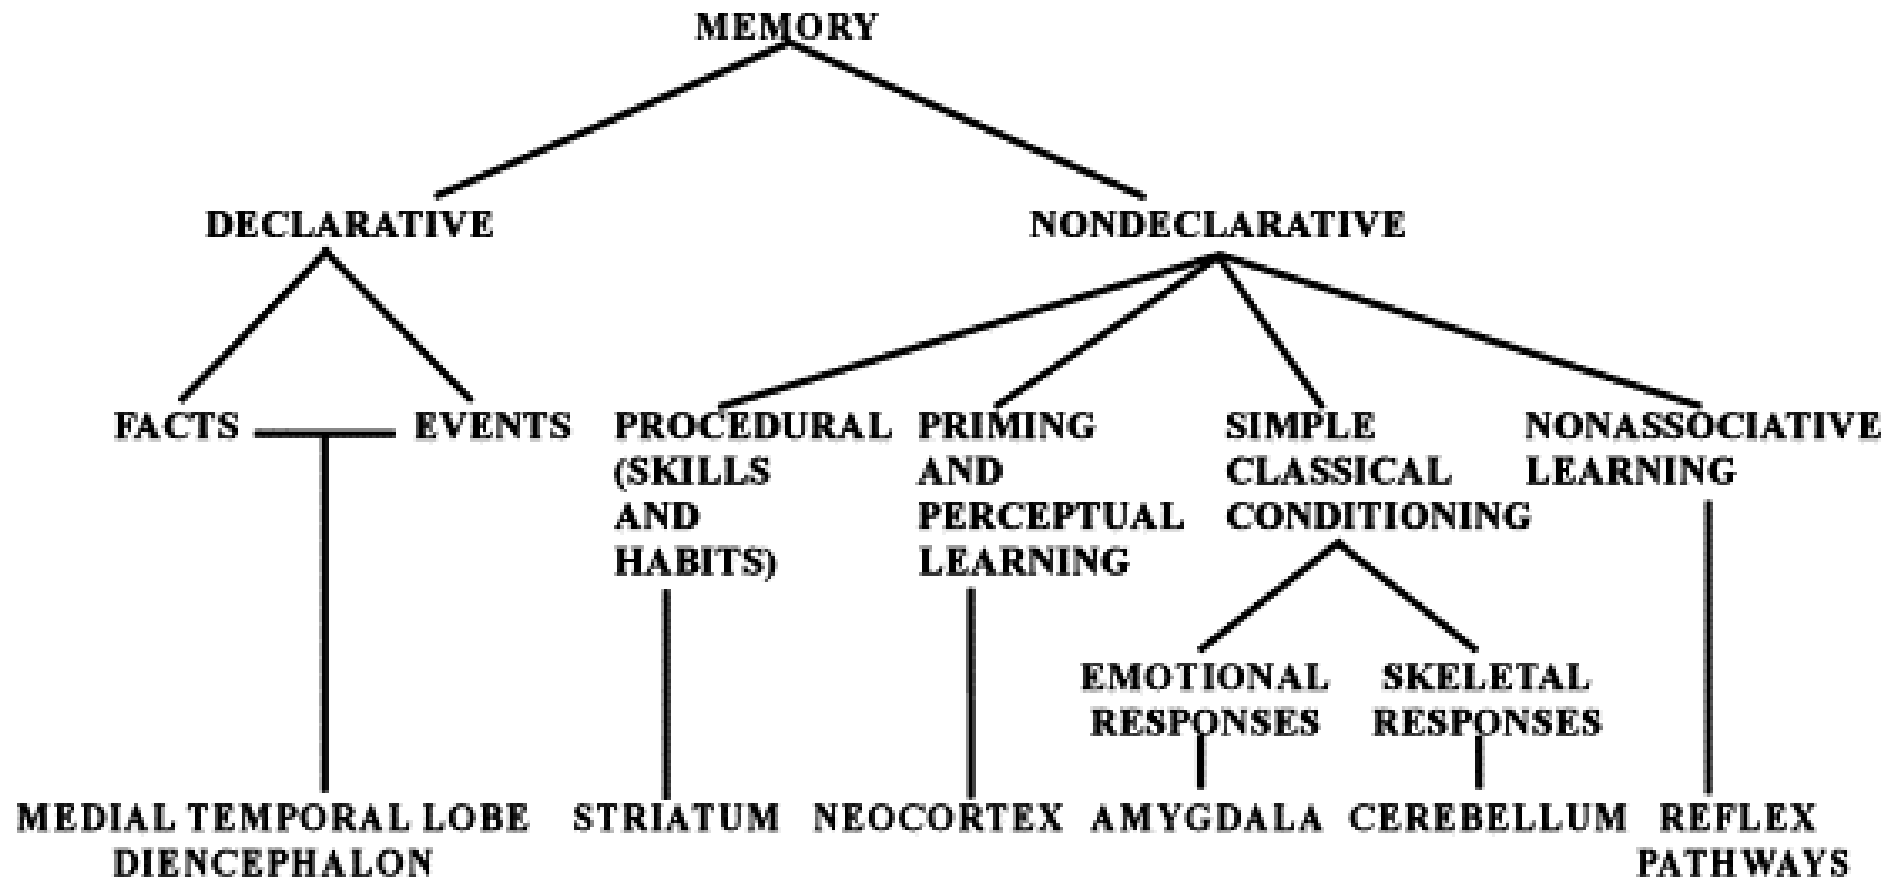 MEMORY
DECLARATIVE
NONDECLARATIVE
FACTS
EVENTS
PROCEDURAL
(SKILLS
AND
HABITS)
PRIMING
AND
PERCEPTUAL
LEARNING
SIMPLE
CLASSICAL
CONDITIONING
NONASSOCIATIVE
LEARNING
EMOTIONAL
RESPONSES
SKELETAL
RESPONSES
MEDIAL TEMPORAL LOBE
DIENCEPHALON
STRIATUM
NEOCORTEX
AMYGDALA
CEREBELLUM
REFLEX
PATHWAYS